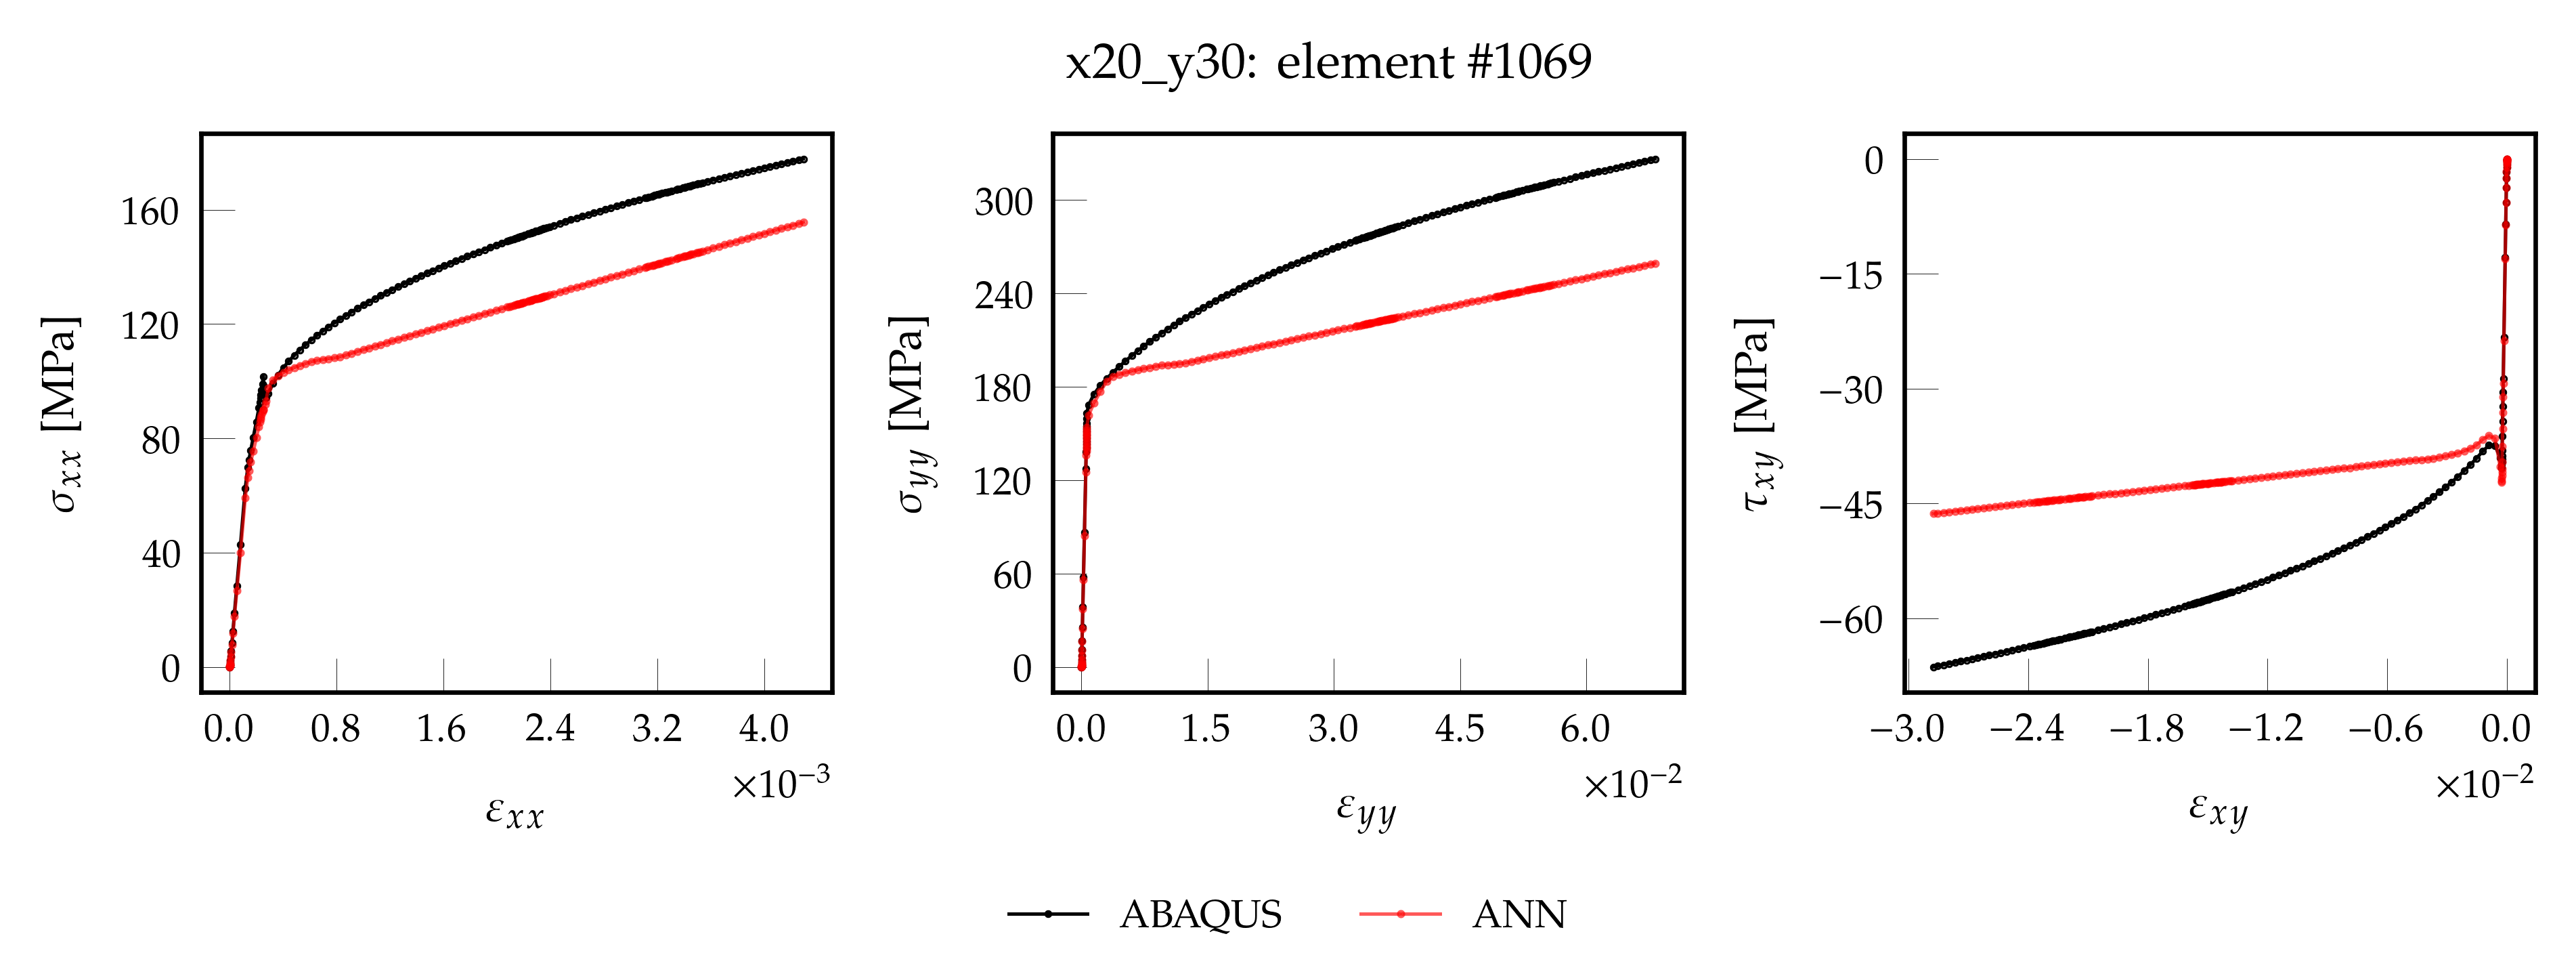 x20_y30: element #1069
σxx [MPa]
160
120
80
40
0
0.0 0.8 1.6 2.4 3.2 4.0
×10−3
εxx
σyy [MPa]
300
240
180
120
60
0
0.0 1.5 3.0 4.5 6.0
×10−2
εyy
τxy [MPa]
0
−15
−30
−45
−60
−3.0 −2.4 −1.8 −1.2 −0.6 0.0
×10−2
εxy
ABAQUS ANN